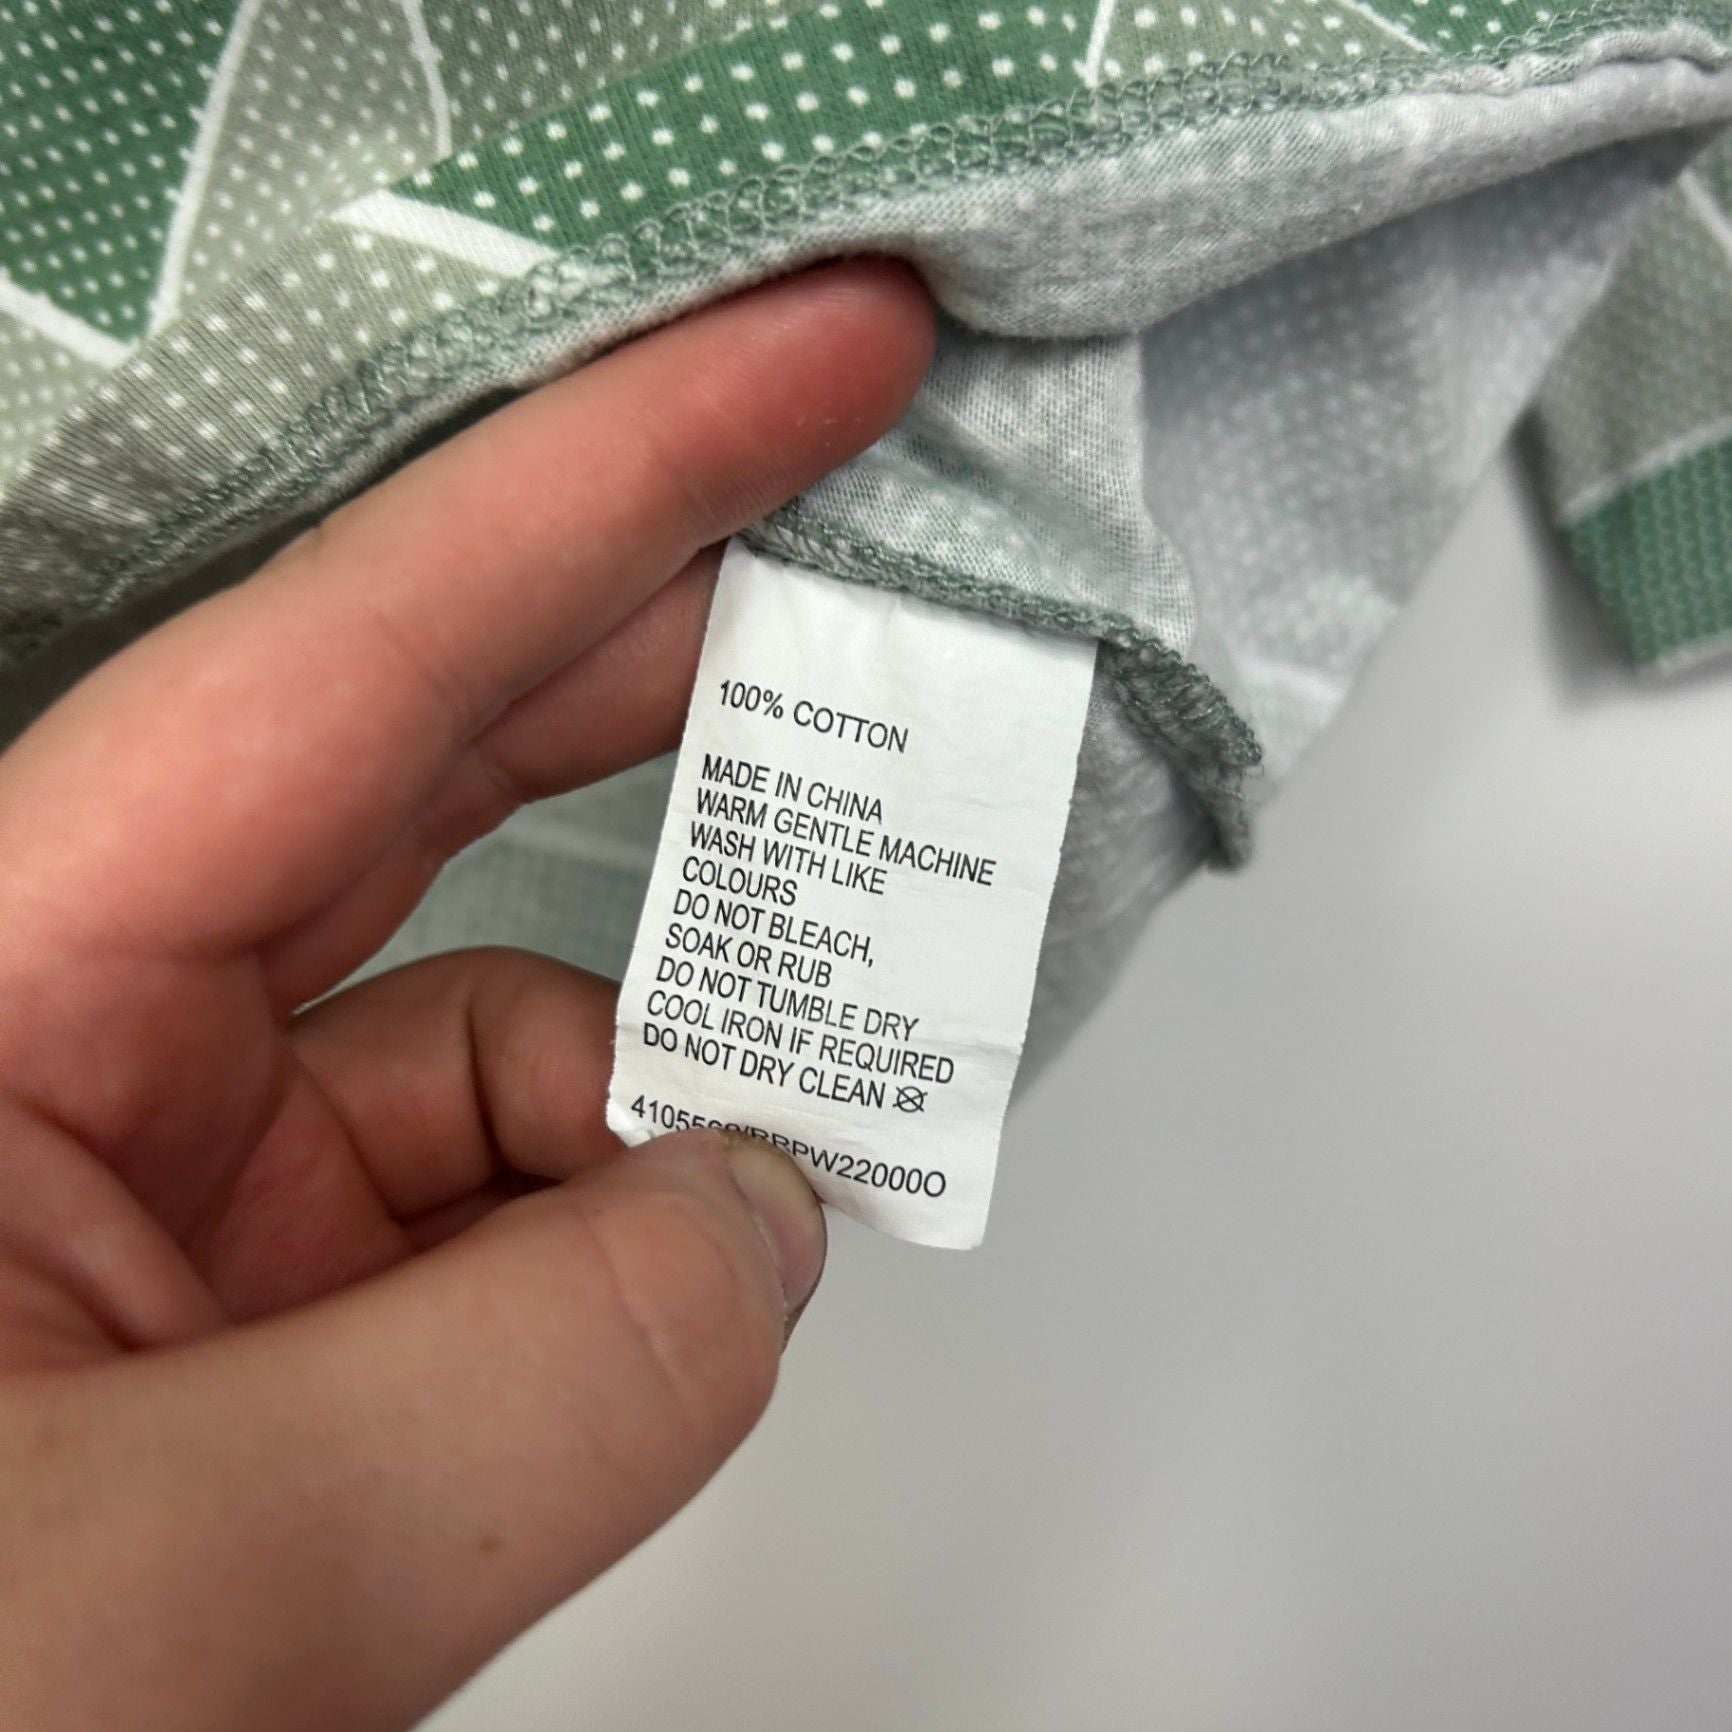 100% COTTON
MADE IN CHINA
WARM GENTLE MACHINE
WASH WITH LIKE
COLOURS
DO NOT BLEACH,
SOAK OR RUB
DO NOT TUMBLE DRY
COOL IRON IF REQUIRED
DO NOT DRY CLEAN